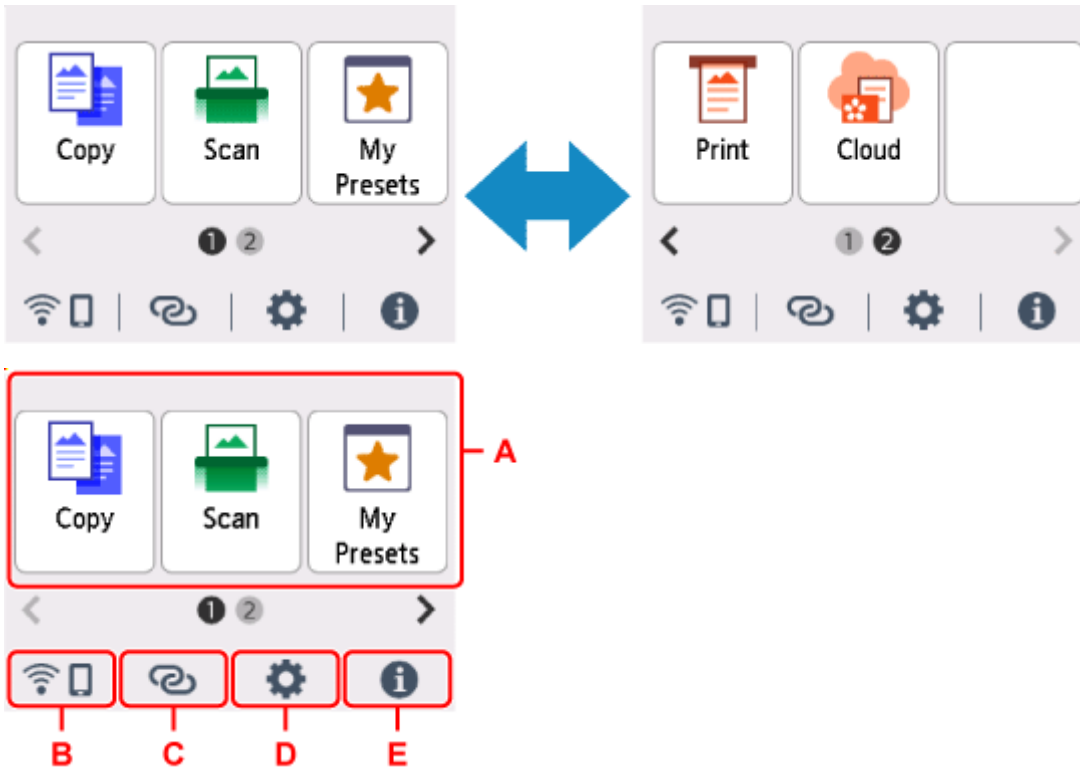 Copy
Scan
My
Presets
1 2
Print
Cloud
1 2
Copy
Scan
My
Presets
A
1 2
B
C
D
E